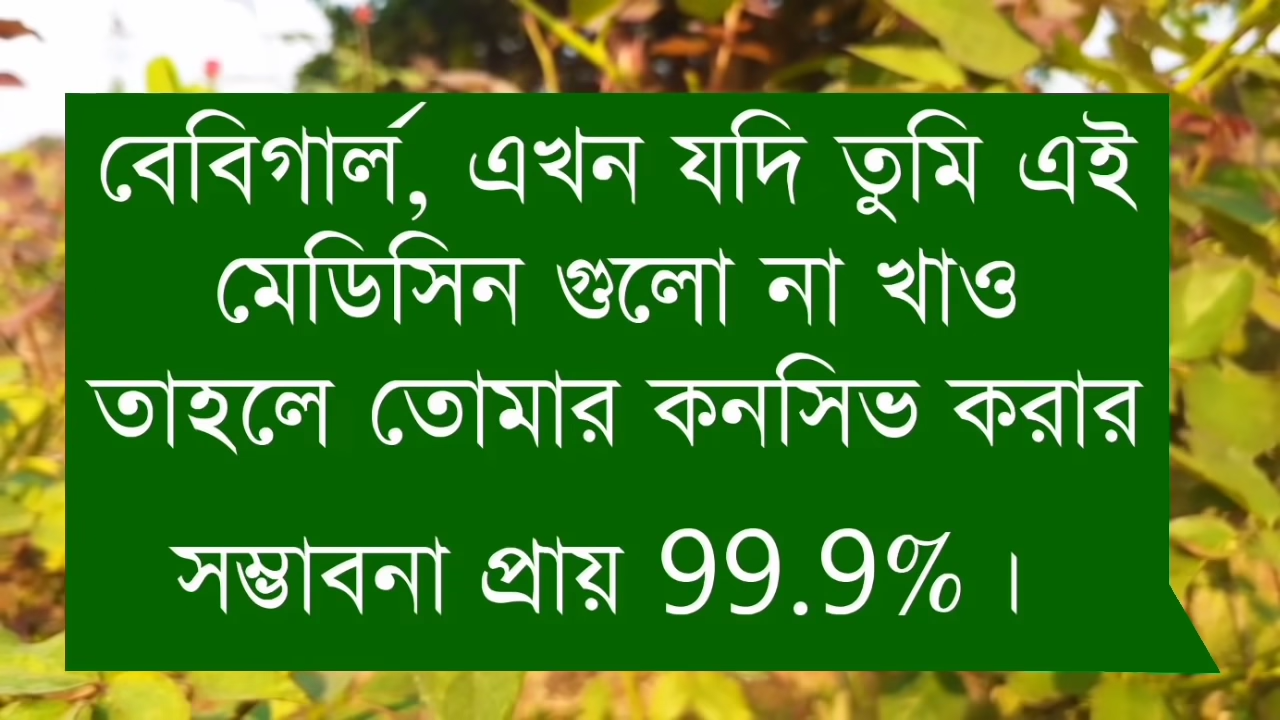 বেবিগার্ল, এখন যদি তুমি এই
মেডিসিন গুলো না খাও
তাহলে তোমার কনসিভ করার
সম্ভাবনা প্রায় 99.9% ।